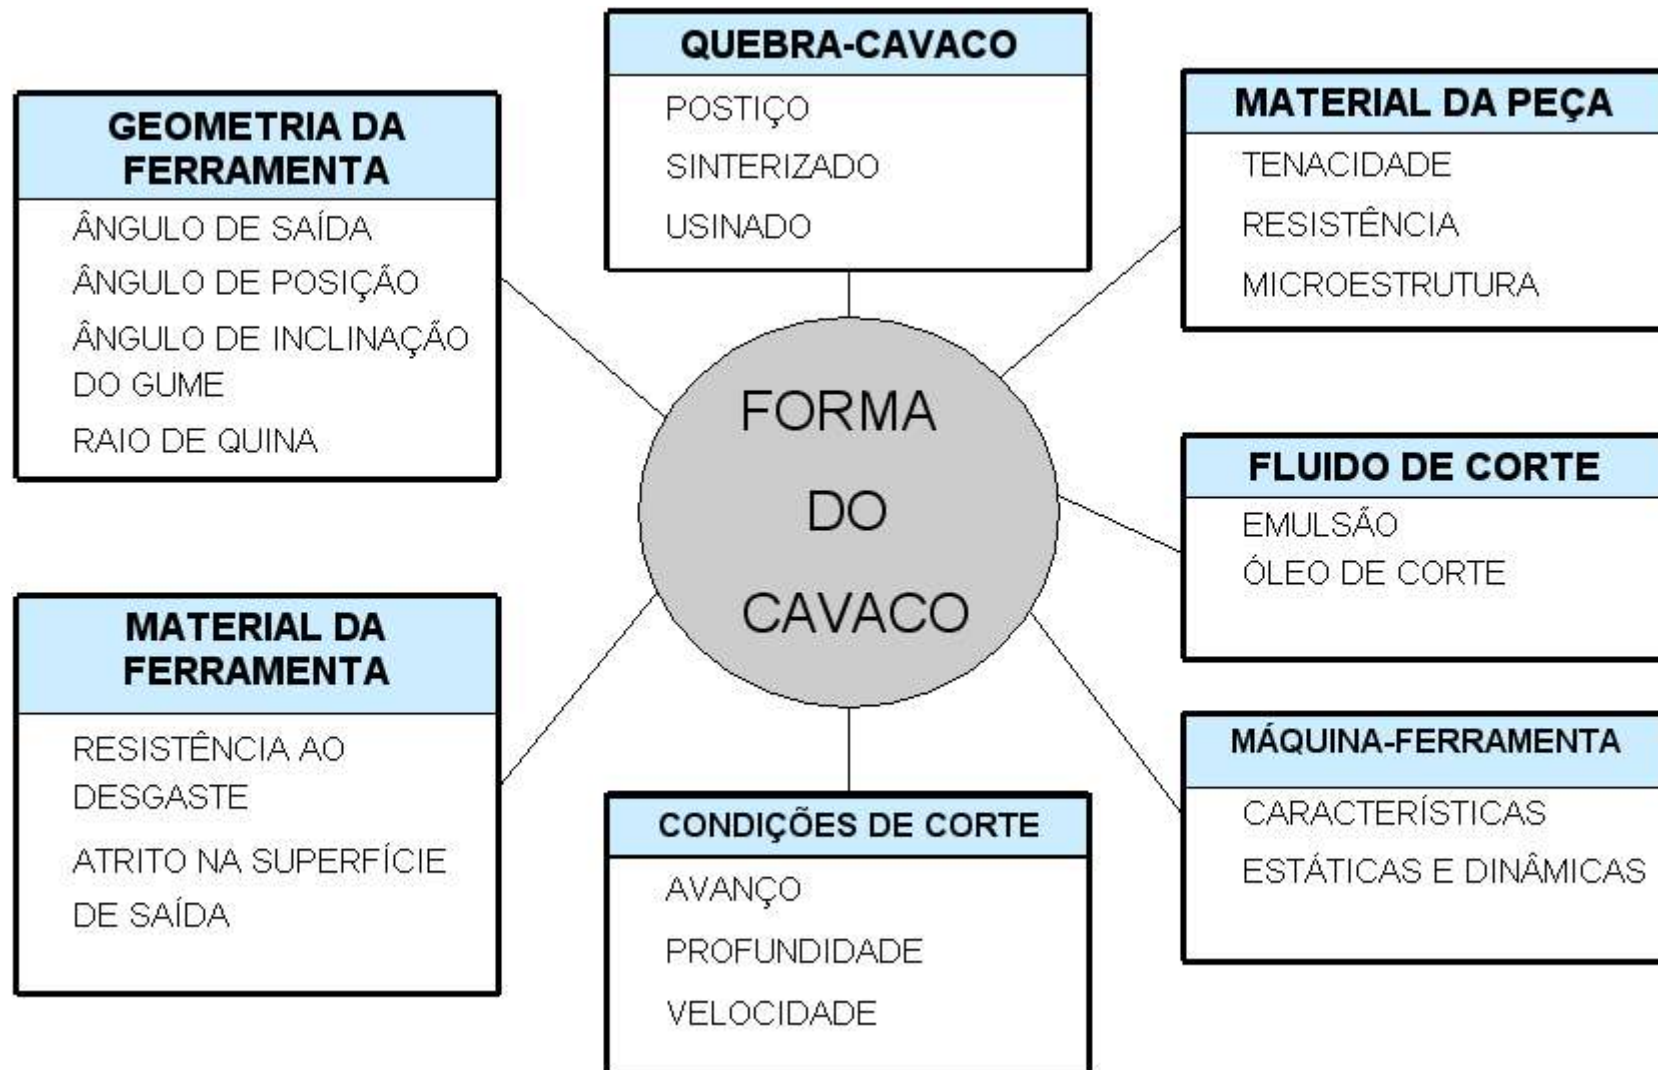 QUEBRA-CAVACO
POSTIÇO
SINTERIZADO
USINADO
GEOMETRIA DA
FERRAMENTA
ÂNGULO DE SAÍDA
ÂNGULO DE POSIÇÃO
ÂNGULO DE INCLINAÇÃO
DO GUME
RAIO DE QUINA
MATERIAL DA PEÇA
TENACIDADE
RESISTÊNCIA
MICROESTRUTURA
FORMA
DO
CAVACO
FLUIDO DE CORTE
EMULSÃO
ÓLEO DE CORTE
MATERIAL DA
FERRAMENTA
RESISTÊNCIA AO
DESGASTE
ATRITO NA SUPERFÍCIE
DE SAÍDA
CONDIÇÕES DE CORTE
AVANÇO
PROFUNDIDADE
VELOCIDADE
MÁQUINA-FERRAMENTA
CARACTERÍSTICAS
ESTÁTICAS E DINÂMICAS